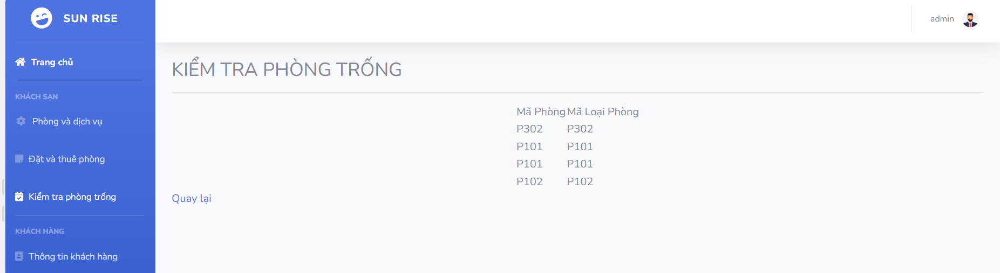 SUN RISE
admin
Trang chủ
KHÁCH SẠN
Phòng và dịch vụ
Đặt và thuê phòng
Kiểm tra phòng trống
KHÁCH HÀNG
Thông tin khách hàng
KIỂM TRA PHÒNG TRỐNG
Mã Phòng Mã Loại Phòng
P302 P302
P101 P101
P101 P101
P102 P102
Quay lại